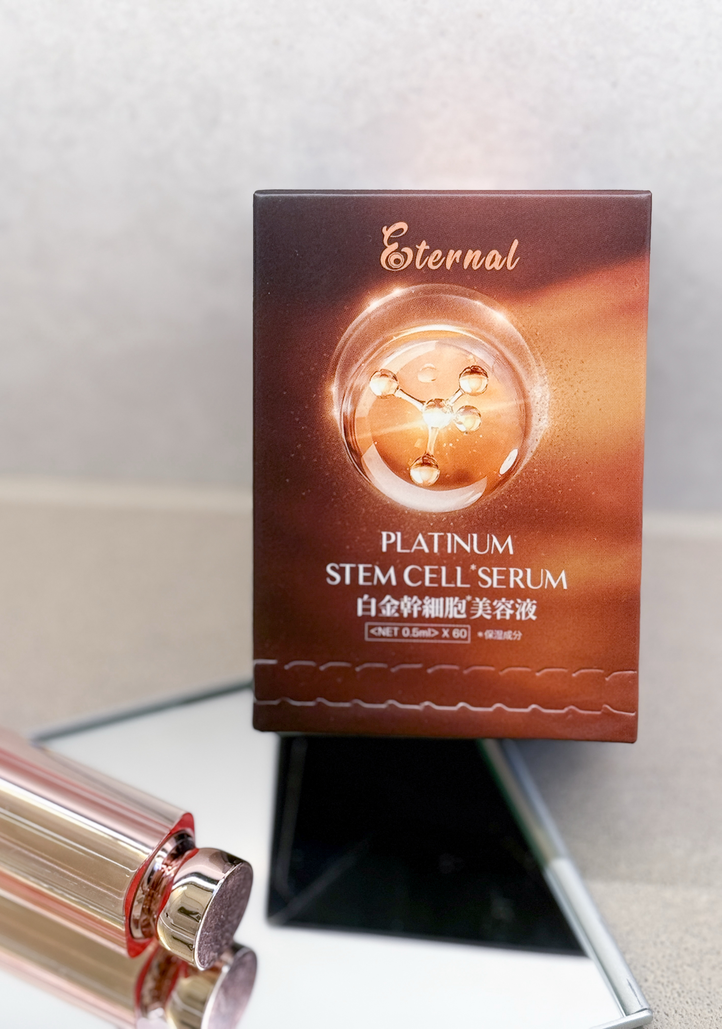 Eternal
PLATINUM
STEM CELL*SERUM
白金幹細胞*美容液
<NET 0.5ml> X 60 *保湿成分